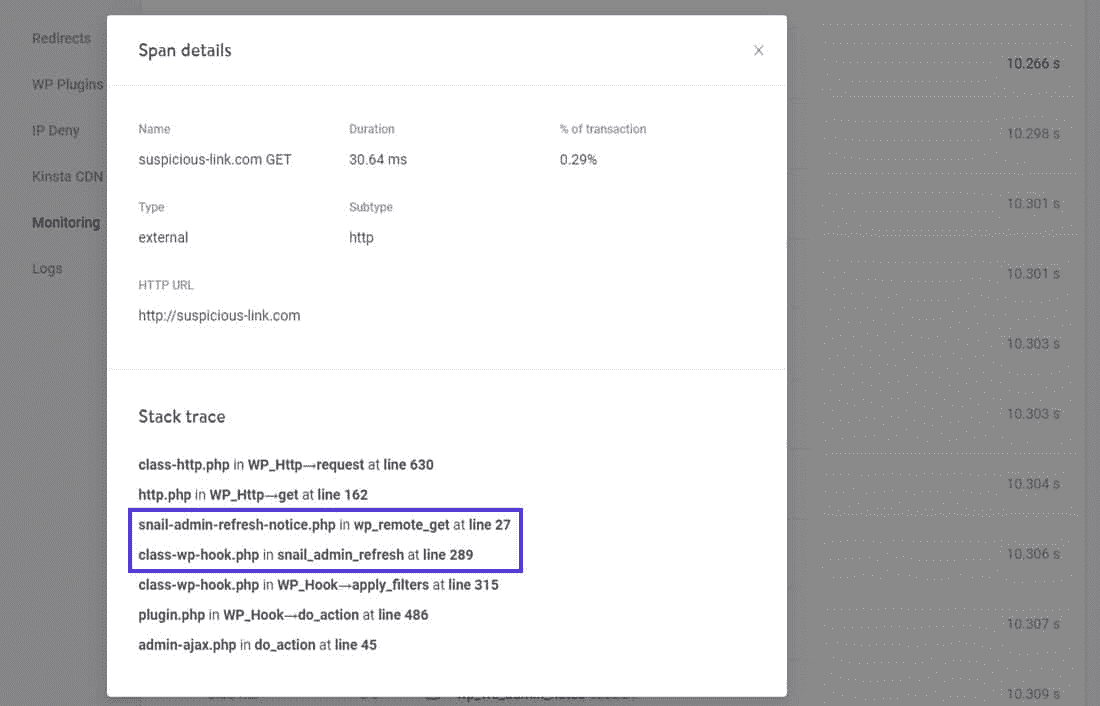 Redirects
WP Plugins
IP Deny
Kinsta CDN
Monitoring
Logs
Span details
×
Name Duration % of transaction
suspicious-link.com GET 30.64 ms 0.29%
Type Subtype
external http
HTTP URL
http://suspicious-link.com
Stack trace
class-http.php in WP_Http→request at line 630
http.php in WP_Http→get at line 162
snail-admin-refresh-notice.php in wp_remote_get at line 27
class-wp-hook.php in snail_admin_refresh at line 289
class-wp-hook.php in WP_Hook→apply_filters at line 315
plugin.php in WP_Hook→do_action at line 486
admin-ajax.php in do_action at line 45
10.266 s
10.298 s
10.301 s
10.301 s
10.303 s
10.303 s
10.304 s
10.306 s
10.307 s
10.309 s